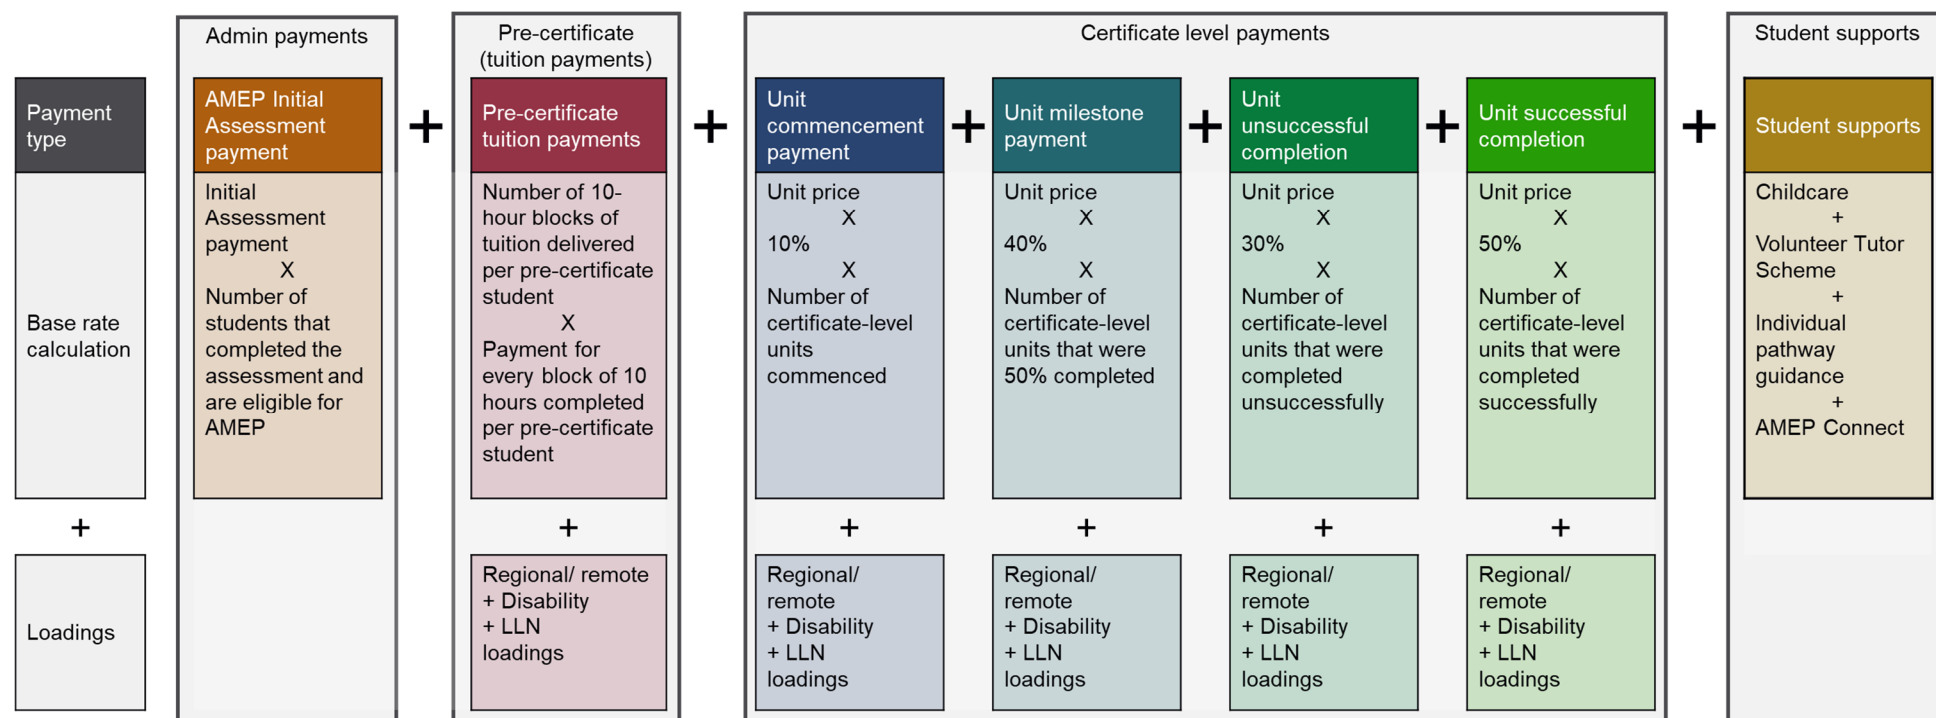 Admin payments
Pre-certificate
(tuition payments)
Certificate level payments
Student supports
Payment
type
AMEP Initial
Assessment
payment
+
Pre-certificate
tuition payments
+
Unit
commencement
payment
+
Unit milestone
payment
+
Unit
unsuccessful
completion
+
Unit successful
completion
+
Student supports
Base rate
calculation
Initial
Assessment
payment
X
Number of
students that
completed the
assessment and
are eligible for
AMEP
Number of 10-
hour blocks of
tuition delivered
per pre-certificate
student
X
Payment for
every block of 10
hours completed
per pre-certificate
student
Unit price
X
10%
X
Number of
certificate-level
units
commenced
Unit price
X
40%
X
Number of
certificate-level
units that were
50% completed
Unit price
X
30%
X
Number of
certificate-level
units that were
completed
unsuccessfully
Unit price
X
50%
X
Number of
certificate-level
units that were
completed
successfully
Childcare
+
Volunteer Tutor
Scheme
+
Individual
pathway
guidance
+
AMEP Connect
+
+
+
+
+
+
Loadings
Regional/ remote
+ Disability
+ LLN
loadings
Regional/
remote
+ Disability
+ LLN
loadings
Regional/
remote
+ Disability
+ LLN
loadings
Regional/
remote
+ Disability
+ LLN
loadings
Regional/
remote
+ Disability
+ LLN
loadings